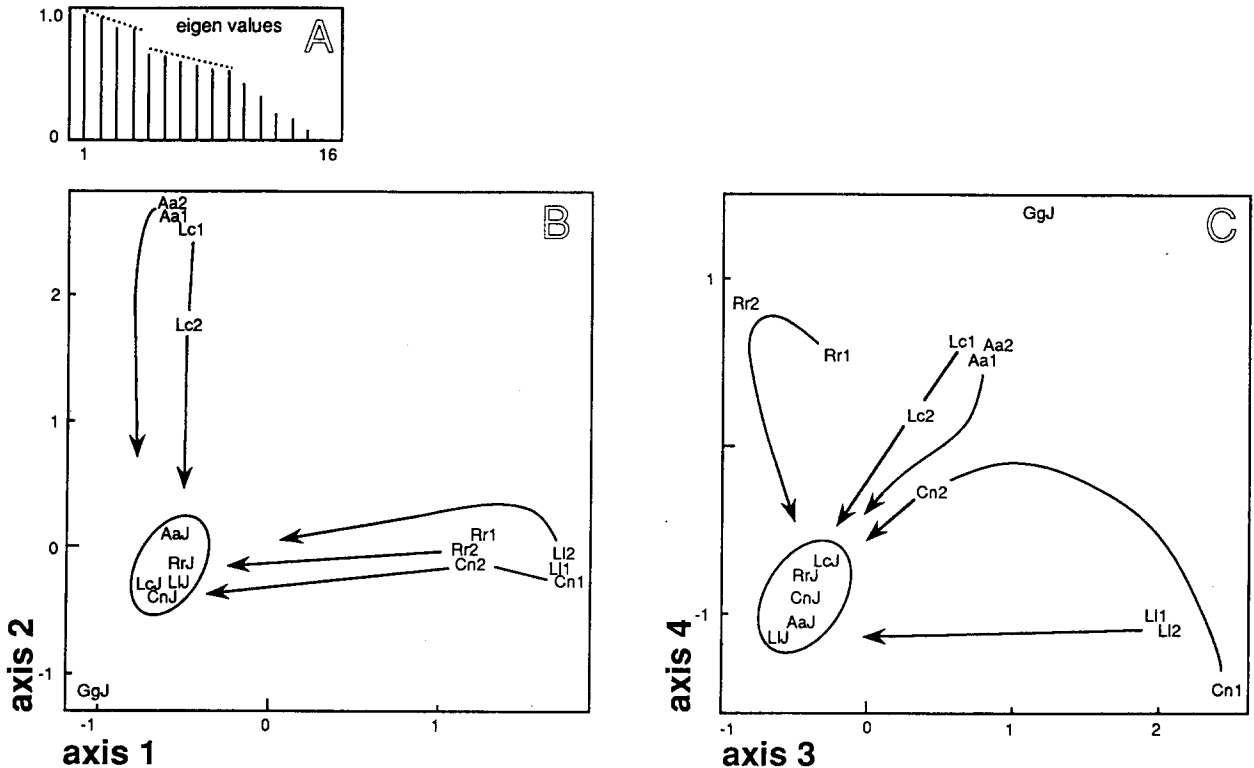 1.0
eigen values
A
0
1
16
Aa2
Aa1
Lc1
B
2
Lc2
1
0
AaJ
RrJ
LcJ LlJ
CnJ
Rr1
Rr2
Cn2
Ll2
Ll1
Cn1
-1
GgJ
axis 2
-1
0
1
axis 1
GgJ
C
1
Rr2
Rr1
Lc1
Aa2
Aa1
Lc2
Cn2
LcJ
RrJ
CnJ
AaJ
LlJ
-1
Ll1
Ll2
Cn1
axis 4
-1
0
1
2
axis 3